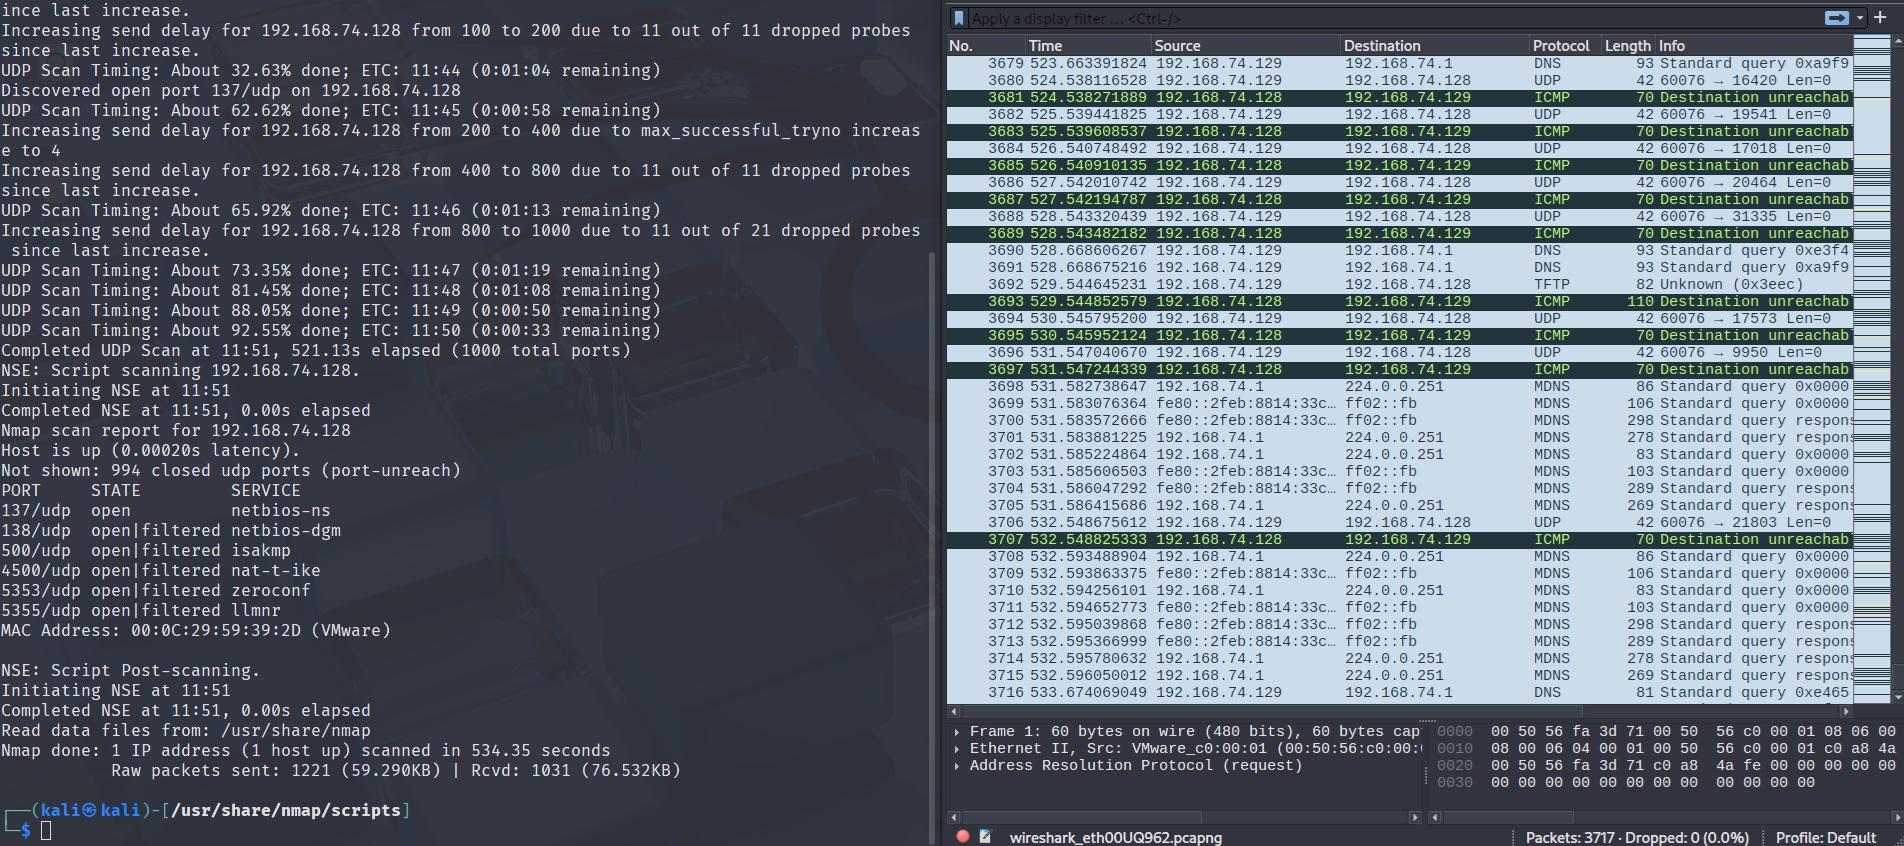 ince last increase.
Increasing send delay for 192.168.74.128 from 100 to 200 due to 11 out of 11 dropped probes
since last increase.
UDP Scan Timing: About 32.63% done; ETC: 11:44 (0:01:04 remaining)
Discovered open port 137/udp on 192.168.74.128
UDP Scan Timing: About 62.62% done; ETC: 11:45 (0:00:58 remaining)
Increasing send delay for 192.168.74.128 from 200 to 400 due to max_successful_tryno increas
e to 4
Increasing send delay for 192.168.74.128 from 400 to 800 due to 11 out of 11 dropped probes
since last increase.
UDP Scan Timing: About 65.92% done; ETC: 11:46 (0:01:13 remaining)
Increasing send delay for 192.168.74.128 from 800 to 1000 due to 11 out of 21 dropped probes
 since last increase.
UDP Scan Timing: About 73.35% done; ETC: 11:47 (0:01:19 remaining)
UDP Scan Timing: About 81.45% done; ETC: 11:48 (0:01:08 remaining)
UDP Scan Timing: About 88.05% done; ETC: 11:49 (0:00:50 remaining)
UDP Scan Timing: About 92.55% done; ETC: 11:50 (0:00:33 remaining)
Completed UDP Scan at 11:51, 521.13s elapsed (1000 total ports)
NSE: Script scanning 192.168.74.128.
Initiating NSE at 11:51
Completed NSE at 11:51, 0.00s elapsed
Nmap scan report for 192.168.74.128
Host is up (0.00020s latency).
Not shown: 994 closed udp ports (port-unreach)
PORT     STATE         SERVICE
137/udp  open          netbios-ns
138/udp  open|filtered netbios-dgm
500/udp  open|filtered isakmp
4500/udp open|filtered nat-t-ike
5353/udp open|filtered zeroconf
5355/udp open|filtered llmnr
MAC Address: 00:0C:29:59:39:2D (VMware)
NSE: Script Post-scanning.
Initiating NSE at 11:51
Completed NSE at 11:51, 0.00s elapsed
Read data files from: /usr/share/nmap
Nmap done: 1 IP address (1 host up) scanned in 534.35 seconds
           Raw packets sent: 1221 (59.290KB) | Rcvd: 1031 (76.532KB)
┌──(kali㉿kali)-[/usr/share/nmap/scripts]
└─$
Apply a display filter … <Ctrl-/>
No. Time Source Destination Protocol Length Info
3679 523.663391824 192.168.74.129 192.168.74.1 DNS 93 Standard query 0xa9f9
3680 524.538116528 192.168.74.129 192.168.74.128 UDP 42 60076 → 16420 Len=0
3681 524.538271889 192.168.74.128 192.168.74.129 ICMP 70 Destination unreachab
3682 525.539441825 192.168.74.129 192.168.74.128 UDP 42 60076 → 19541 Len=0
3683 525.539608537 192.168.74.128 192.168.74.129 ICMP 70 Destination unreachab
3684 526.540748492 192.168.74.129 192.168.74.128 UDP 42 60076 → 17018 Len=0
3685 526.540910135 192.168.74.128 192.168.74.129 ICMP 70 Destination unreachab
3686 527.542010742 192.168.74.129 192.168.74.128 UDP 42 60076 → 20464 Len=0
3687 527.542194787 192.168.74.128 192.168.74.129 ICMP 70 Destination unreachab
3688 528.543320439 192.168.74.129 192.168.74.128 UDP 42 60076 → 31335 Len=0
3689 528.543482182 192.168.74.128 192.168.74.129 ICMP 70 Destination unreachab
3690 528.668606267 192.168.74.129 192.168.74.1 DNS 93 Standard query 0xe3f4
3691 528.668675216 192.168.74.129 192.168.74.1 DNS 93 Standard query 0xa9f9
3692 529.544645231 192.168.74.129 192.168.74.128 TFTP 82 Unknown (0x3eec)
3693 529.544852579 192.168.74.128 192.168.74.129 ICMP 110 Destination unreachab
3694 530.545795200 192.168.74.129 192.168.74.128 UDP 42 60076 → 17573 Len=0
3695 530.545952124 192.168.74.128 192.168.74.129 ICMP 70 Destination unreachab
3696 531.547040670 192.168.74.129 192.168.74.128 UDP 42 60076 → 9950 Len=0
3697 531.547244339 192.168.74.128 192.168.74.129 ICMP 70 Destination unreachab
3698 531.582738647 192.168.74.1 224.0.0.251 MDNS 86 Standard query 0x0000
3699 531.583076364 fe80::2feb:8814:33c… ff02::fb MDNS 106 Standard query 0x0000
3700 531.583572666 fe80::2feb:8814:33c… ff02::fb MDNS 298 Standard query respons
3701 531.583881225 192.168.74.1 224.0.0.251 MDNS 278 Standard query respons
3702 531.585224864 192.168.74.1 224.0.0.251 MDNS 83 Standard query 0x0000
3703 531.585606503 fe80::2feb:8814:33c… ff02::fb MDNS 103 Standard query 0x0000
3704 531.586047292 fe80::2feb:8814:33c… ff02::fb MDNS 289 Standard query respons
3705 531.586415686 192.168.74.1 224.0.0.251 MDNS 269 Standard query respons
3706 532.548675612 192.168.74.129 192.168.74.128 UDP 42 60076 → 21803 Len=0
3707 532.548825333 192.168.74.128 192.168.74.129 ICMP 70 Destination unreachab
3708 532.593488904 192.168.74.1 224.0.0.251 MDNS 86 Standard query 0x0000
3709 532.593863375 fe80::2feb:8814:33c… ff02::fb MDNS 106 Standard query 0x0000
3710 532.594256101 192.168.74.1 224.0.0.251 MDNS 83 Standard query 0x0000
3711 532.594652773 fe80::2feb:8814:33c… ff02::fb MDNS 103 Standard query 0x0000
3712 532.595039868 fe80::2feb:8814:33c… ff02::fb MDNS 298 Standard query respons
3713 532.595366999 fe80::2feb:8814:33c… ff02::fb MDNS 289 Standard query respons
3714 532.595780632 192.168.74.1 224.0.0.251 MDNS 278 Standard query respons
3715 532.596050012 192.168.74.1 224.0.0.251 MDNS 269 Standard query respons
3716 533.674069049 192.168.74.129 192.168.74.1 DNS 81 Standard query 0xe465
Frame 1: 60 bytes on wire (480 bits), 60 bytes cap
Ethernet II, Src: VMware_c0:00:01 (00:50:56:c0:00:
Address Resolution Protocol (request)
0000 00 50 56 fa 3d 71 00 50 56 c0 00 01 08 06 00
0010 08 00 06 04 00 01 00 50 56 c0 00 01 c0 a8 4a
0020 00 50 56 fa 3d 71 c0 a8 4a fe 00 00 00 00 00
0030 00 00 00 00 00 00 00 00 00 00 00 00
wireshark_eth00UQ962.pcapng
Packets: 3717 · Dropped: 0 (0.0%)
Profile: Default